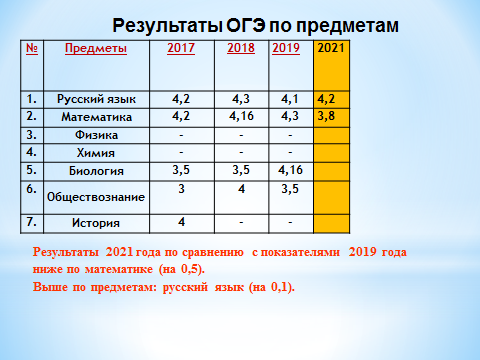 Результаты ОГЭ по предметам
№ Предметы 2017 2018 2019 2021
1. Русский язык 4,2 4,3 4,1 4,2
2. Математика 4,2 4,16 4,3 3,8
3. Физика - - -
4. Химия - - -
5. Биология 3,5 3,5 4,16
6. Обществознание 3 4 3,5
7. История 4 - -
Результаты 2021 года по сравнению с показателями 2019 года
ниже по математике (на 0,5).
Выше по предметам: русский язык (на 0,1).